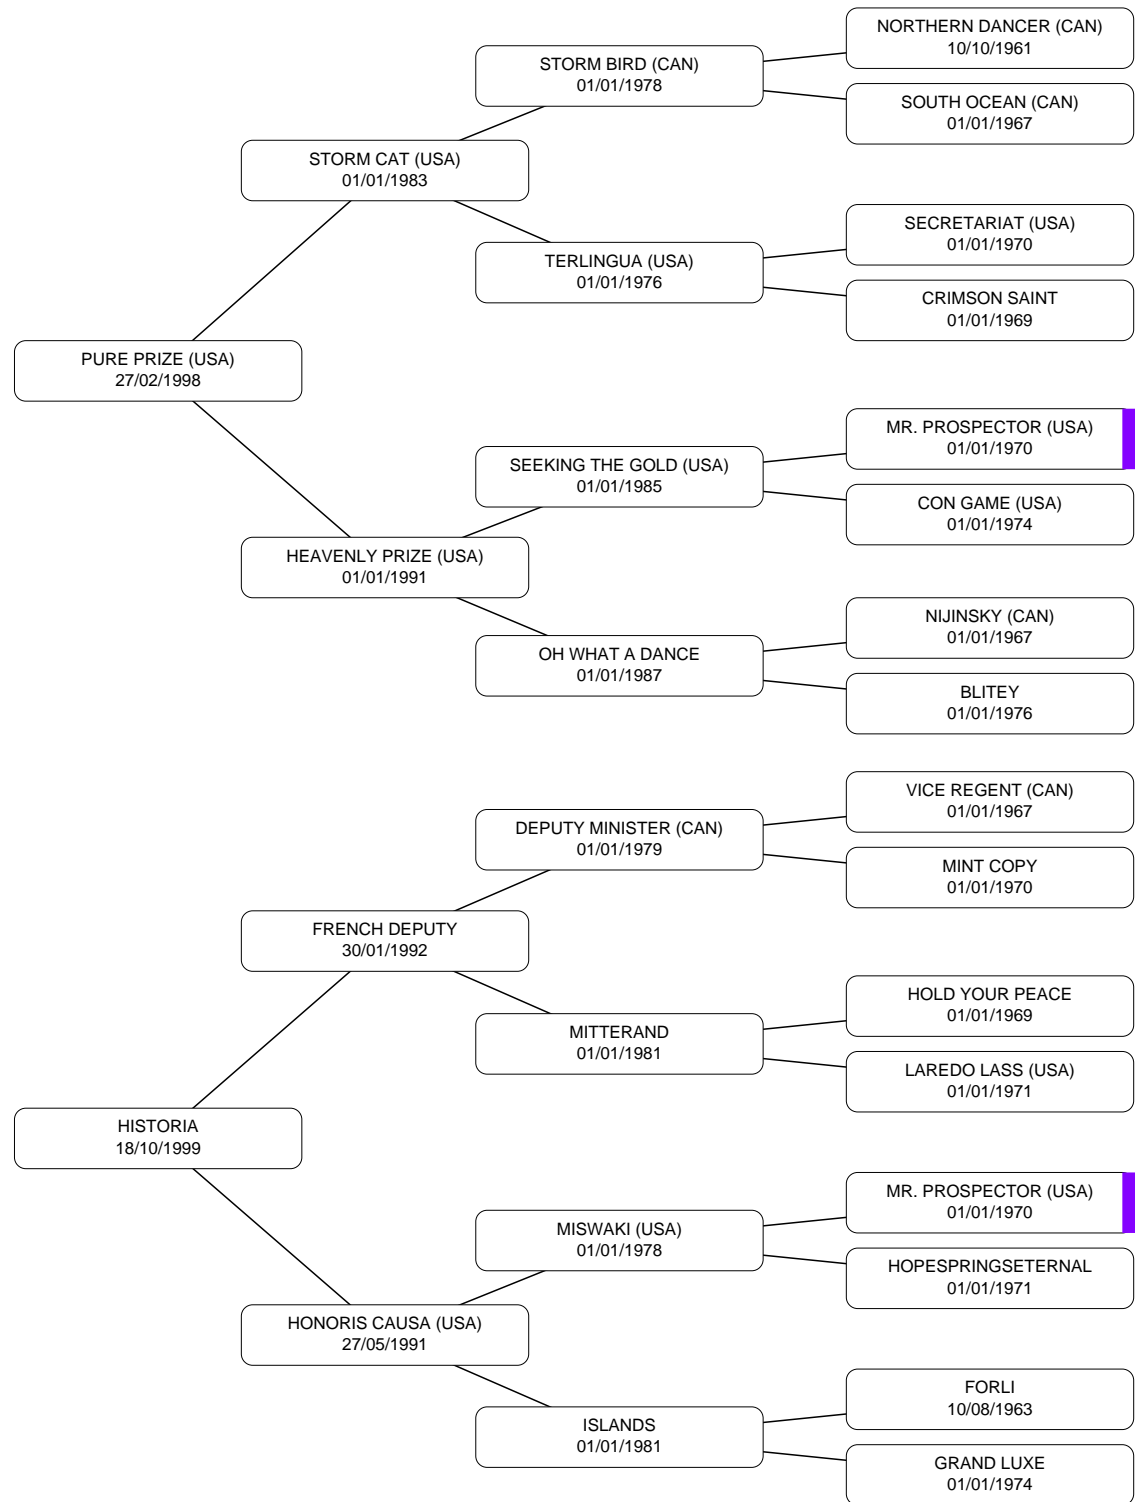 NORTHERN DANCER (CAN)
10/10/1961
STORM BIRD (CAN)
01/01/1978
SOUTH OCEAN (CAN)
01/01/1967
STORM CAT (USA)
01/01/1983
SECRETARIAT (USA)
01/01/1970
TERLINGUA (USA)
01/01/1976
CRIMSON SAINT
01/01/1969
PURE PRIZE (USA)
27/02/1998
MR. PROSPECTOR (USA)
01/01/1970
SEEKING THE GOLD (USA)
01/01/1985
CON GAME (USA)
01/01/1974
HEAVENLY PRIZE (USA)
01/01/1991
NIJINSKY (CAN)
01/01/1967
OH WHAT A DANCE
01/01/1987
BLITEY
01/01/1976
VICE REGENT (CAN)
01/01/1967
DEPUTY MINISTER (CAN)
01/01/1979
MINT COPY
01/01/1970
FRENCH DEPUTY
30/01/1992
HOLD YOUR PEACE
01/01/1969
MITTERAND
01/01/1981
LAREDO LASS (USA)
01/01/1971
HISTORIA
18/10/1999
MR. PROSPECTOR (USA)
01/01/1970
MISWAKI (USA)
01/01/1978
HOPESPRINGSETERNAL
01/01/1971
HONORIS CAUSA (USA)
27/05/1991
FORLI
10/08/1963
ISLANDS
01/01/1981
GRAND LUXE
01/01/1974